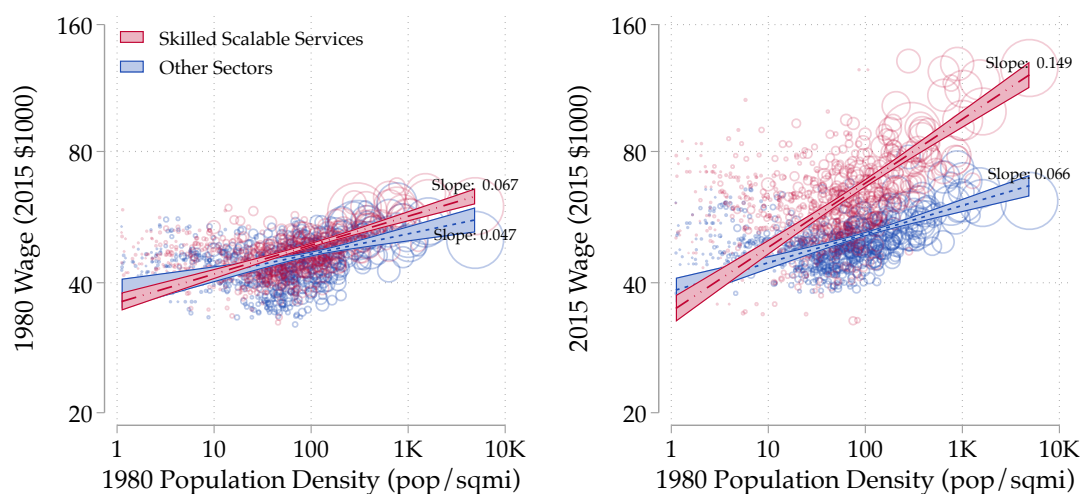 160
80
40
20
1980 Wage (2015 $1000)
Skilled Scalable Services
Other Sectors
Slope: 0.067
Slope: 0.047
1
10
100
1K
10K
1980 Population Density (pop/sqmi)
160
80
40
20
2015 Wage (2015 $1000)
Slope: 0.149
Slope: 0.066
1
10
100
1K
10K
1980 Population Density (pop/sqmi)